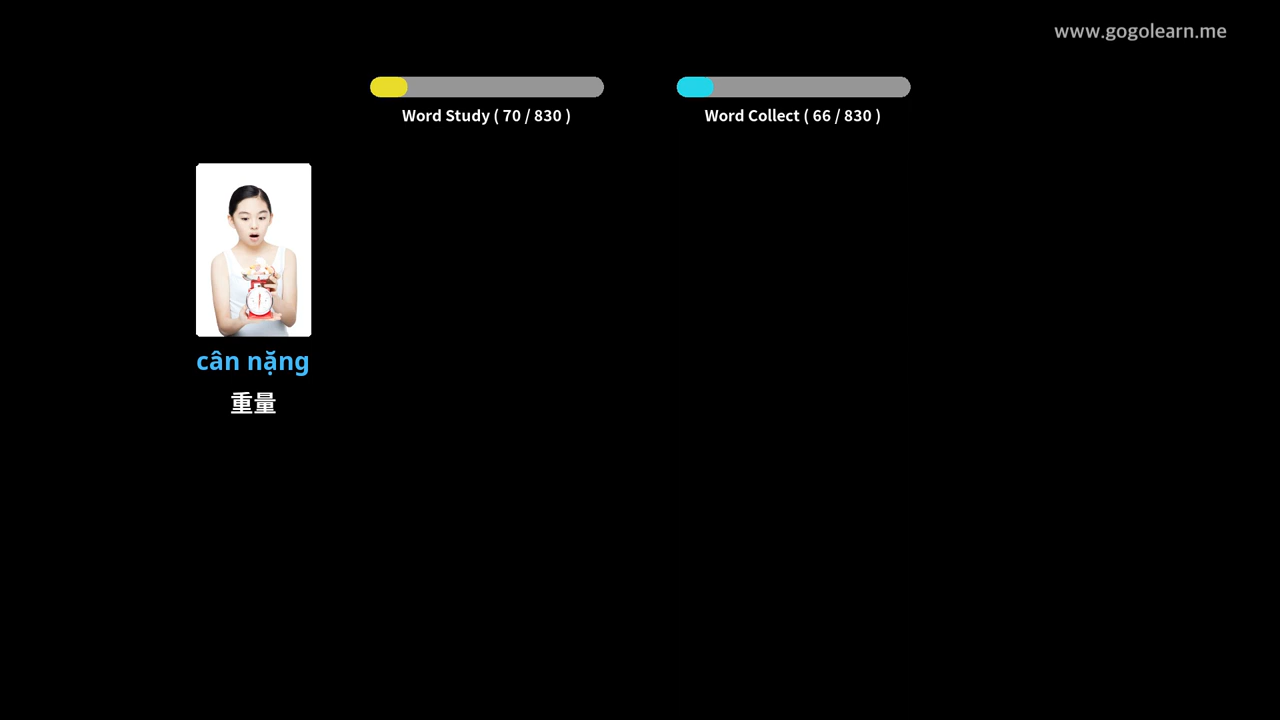 www.gogolearn.me
Word Study ( 70 / 830 )
Word Collect ( 66 / 830 )
cân nặng
重量